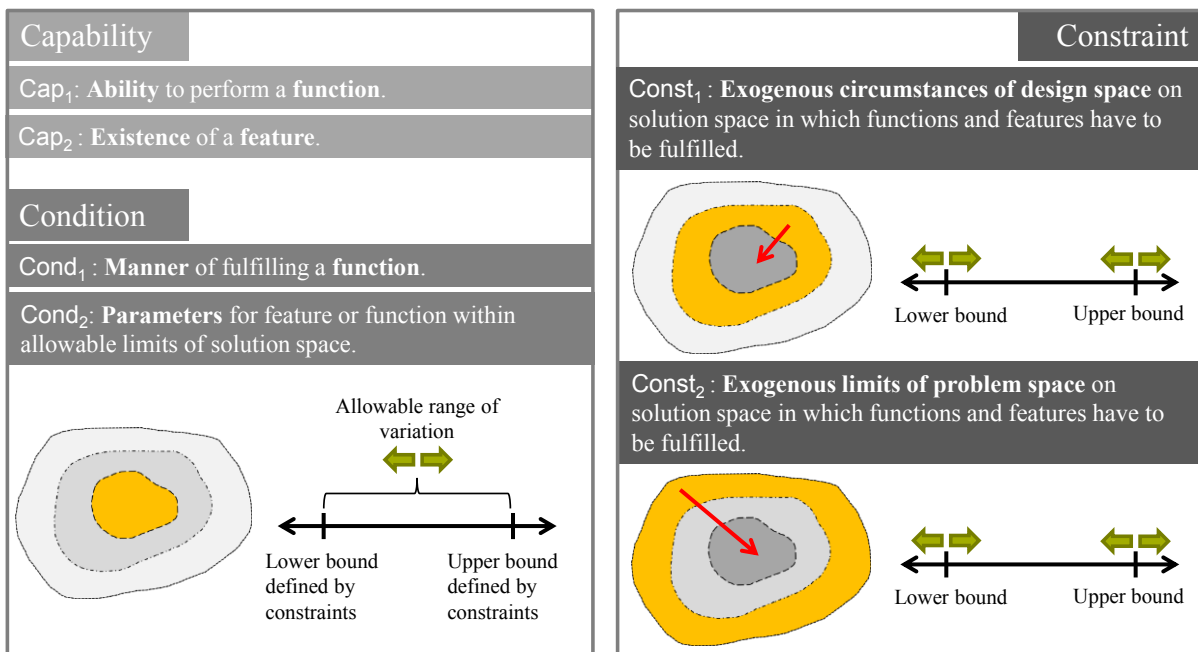 Capability
Cap1: Ability to perform a function.
Cap2 : Existence of a feature.
Condition
Cond1 : Manner of fulfilling a function.
Cond2: Parameters for feature or function within
allowable limits of solution space.
Allowable range of
variation
Lower bound
defined by
constraints
Upper bound
defined by
constraints
Constraint
Const1 : Exogenous circumstances of design space on
solution space in which functions and features have to
be fulfilled.
Lower bound
Upper bound
Const2 : Exogenous limits of problem space on
solution space in which functions and features have to
be fulfilled.
Lower bound
Upper bound